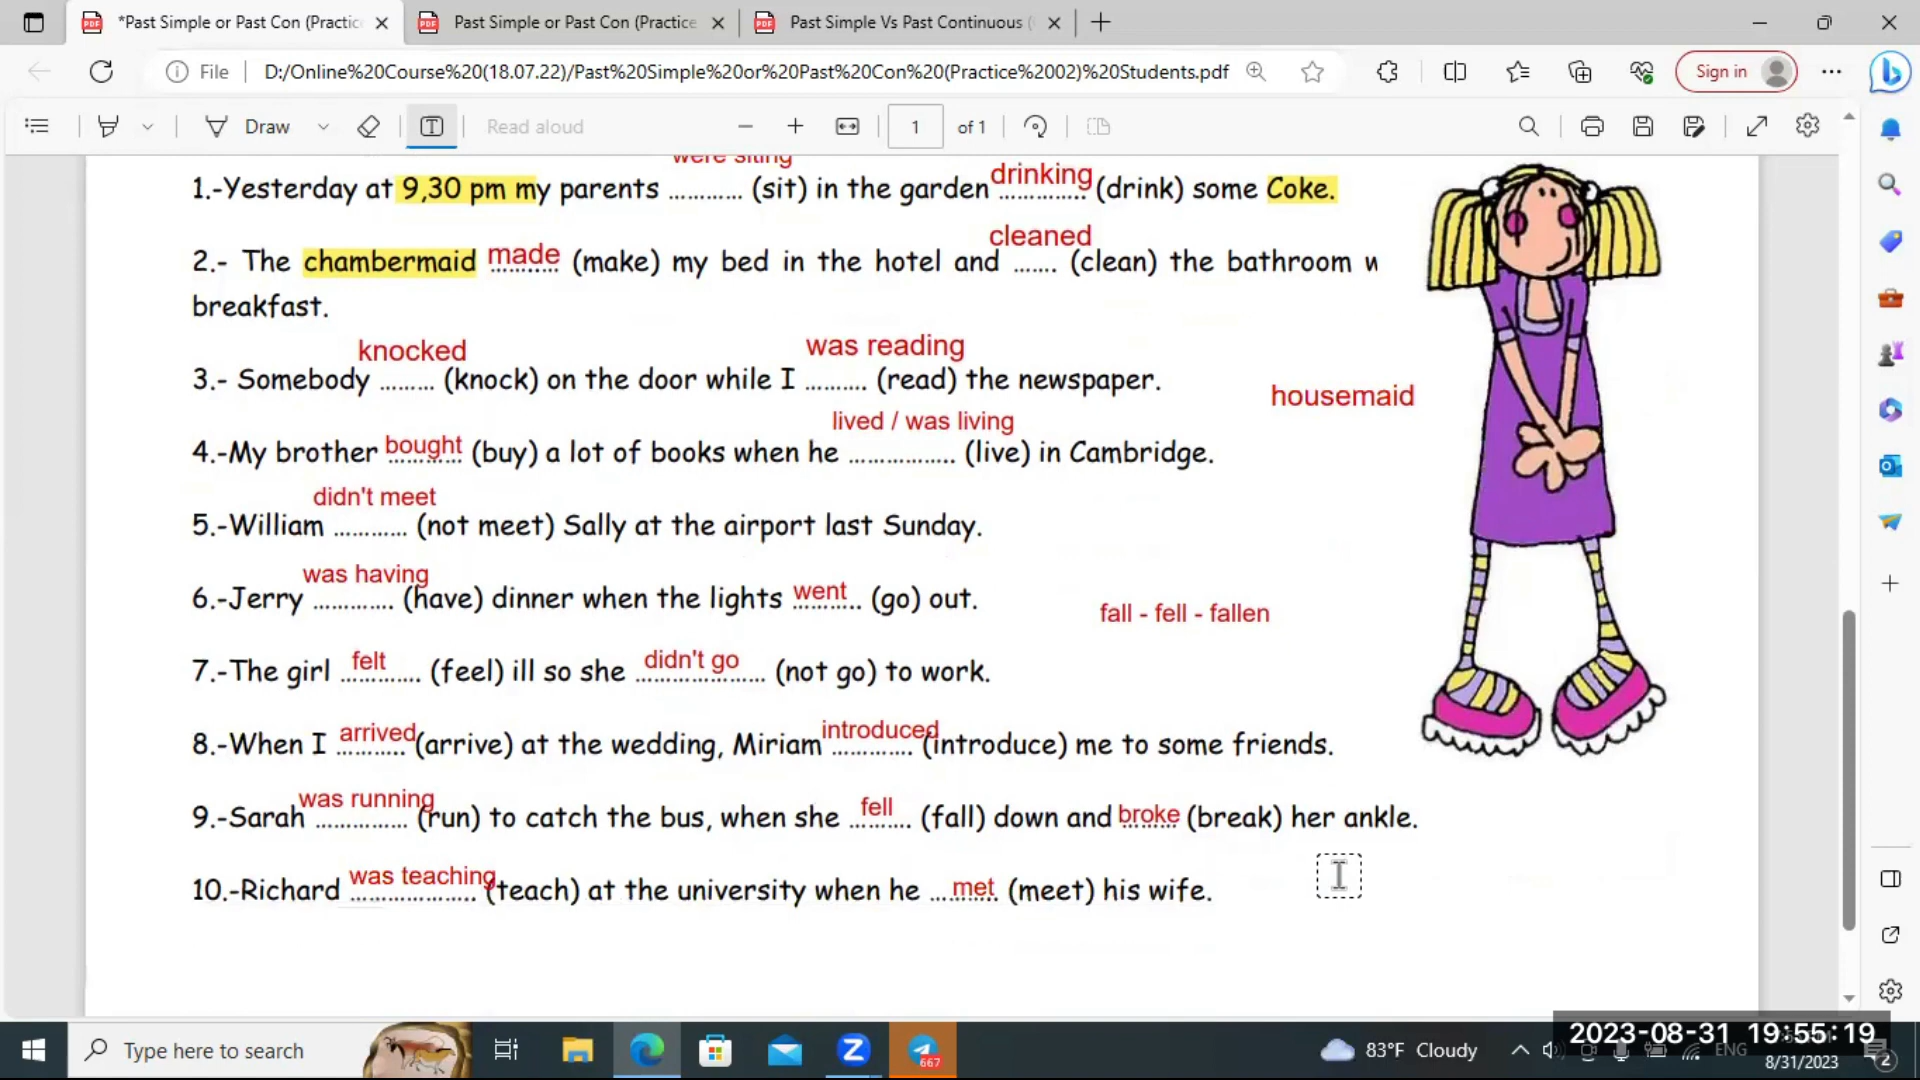 *Past Simple or Past Con (Practic
Past Simple or Past Con (Practice
Past Simple Vs Past Continuous (
File
D:/Online%20Course%20(18.07.22)/Past%20Simple%20or%20Past%20Con%20(Practice%2002)%20Students.pdf
Sign in
Draw
Read aloud
1
of 1
were siting
drinking
1.-Yesterday at 9,30 pm my parents ………… (sit) in the garden ………….. (drink) some Coke.
cleaned
2.- The chambermaid made ………. (make) my bed in the hotel and ……. (clean) the bathroom w
breakfast.
knocked
was reading
3.- Somebody ……… (knock) on the door while I ………. (read) the newspaper.
housemaid
lived / was living
4.-My brother bought ………… (buy) a lot of books when he …………….. (live) in Cambridge.
didn't meet
5.-William ………… (not meet) Sally at the airport last Sunday.
was having
6.-Jerry …………. (have) dinner when the lights went ……….. (go) out.
fall - fell - fallen
felt
didn't go
7.-The girl …………. (feel) ill so she ………………… (not go) to work.
arrived
introduced
8.-When I ……….. (arrive) at the wedding, Miriam …………. (introduce) me to some friends.
was running
fell
9.-Sarah …………… (run) to catch the bus, when she ………. (fall) down and broke ……… (break) her ankle.
was teaching
10.-Richard ……………….. (teach) at the university when he …met…. (meet) his wife.
Type here to search
667
83°F Cloudy
ENG
2023-08-31 19:55:19
8/31/2023
2